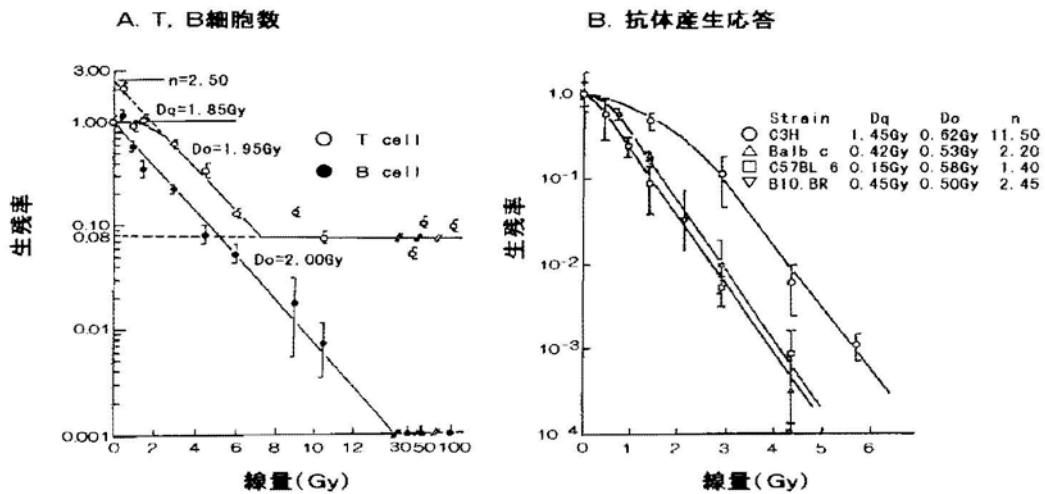 A. T, B細胞数
3.00
n=2.50
Dq=1.85Gy
1.00
Do=1.95Gy
T cell
B cell
0.10
0.08
Do=2.00Gy
0.01
0.001
生残率
0 2 4 6 8 10 12 30 50 100
線量(Gy)
B. 抗体産生応答
1.0
10-1
10-2
10-3
10-4
生残率
Strain Dq Do n
C3H 1.45Gy 0.62Gy 11.50
Balb c 0.42Gy 0.53Gy 2.20
C57BL 6 0.15Gy 0.58Gy 1.40
B10.BR 0.45Gy 0.50Gy 2.45
0 1 2 3 4 5 6
線量(Gy)